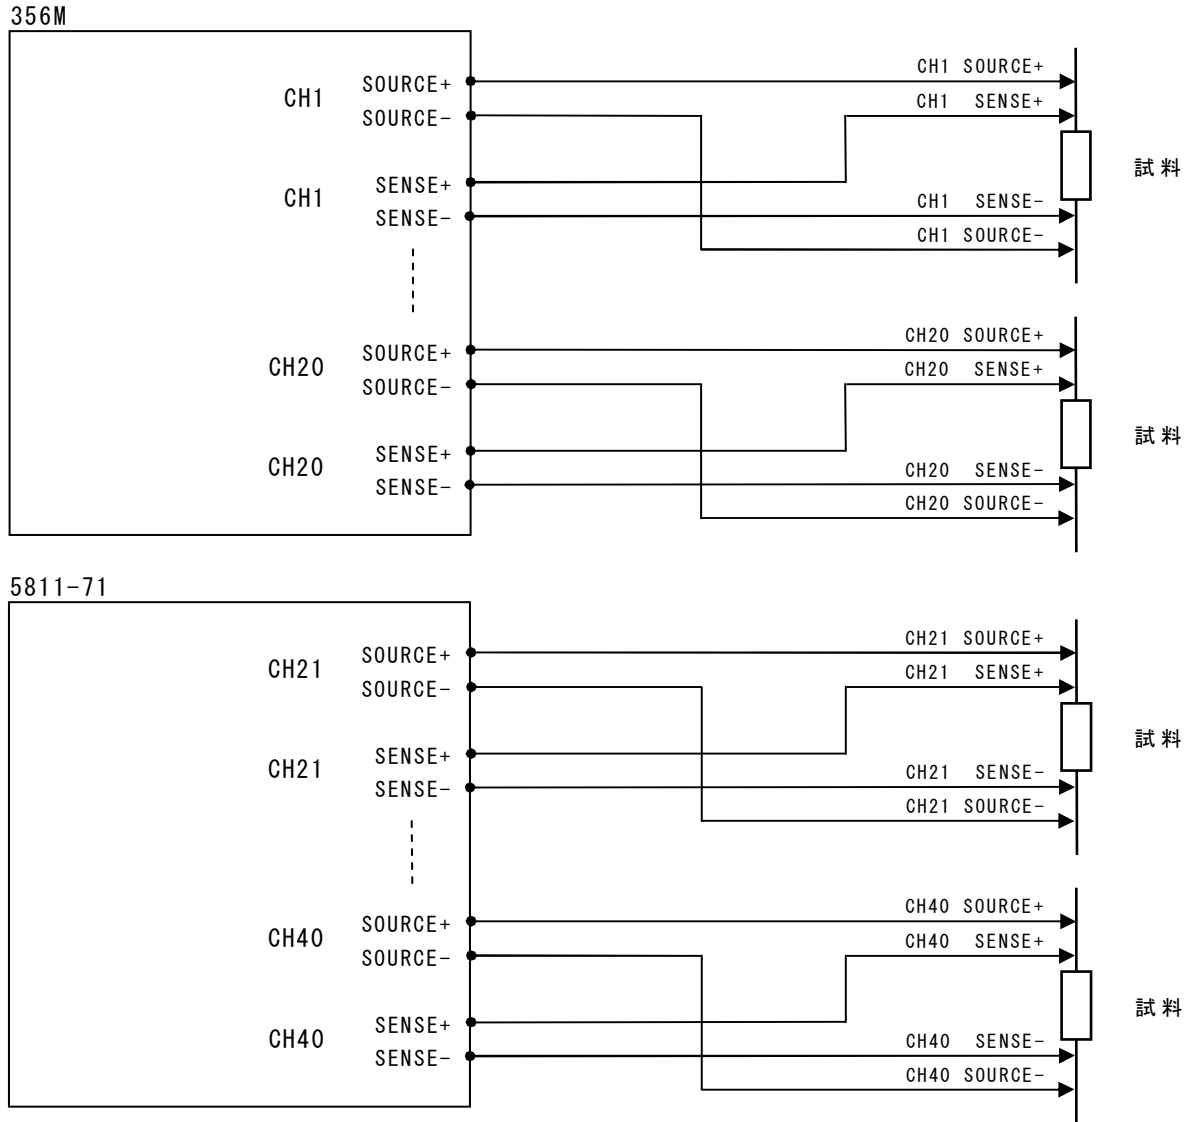 356M
CH1 SOURCE+
SOURCE-
CH1 SENSE+
SENSE-
CH1 SOURCE+
CH1 SENSE+
CH1 SENSE-
CH1 SOURCE-
試料
CH20 SOURCE+
SOURCE-
CH20 SENSE+
SENSE-
CH20 SOURCE+
CH20 SENSE+
CH20 SENSE-
CH20 SOURCE-
試料
5811-71
CH21 SOURCE+
SOURCE-
CH21 SENSE+
SENSE-
CH21 SOURCE+
CH21 SENSE+
CH21 SENSE-
CH21 SOURCE-
試料
CH40 SOURCE+
SOURCE-
CH40 SENSE+
SENSE-
CH40 SOURCE+
CH40 SENSE+
CH40 SENSE-
CH40 SOURCE-
試料